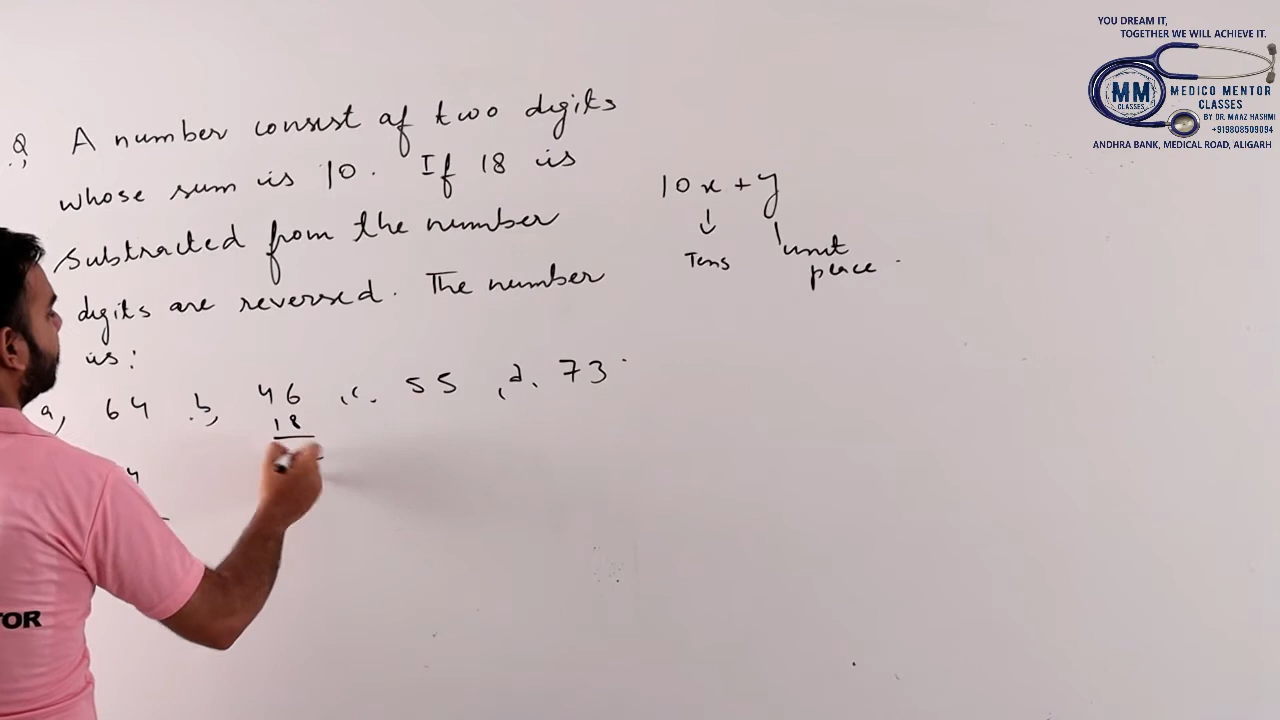 YOU DREAM IT,
TOGETHER WE WILL ACHIEVE IT.
MM
CLASSES
MEDICO MENTOR
CLASSES
BY DR. MAAZ HASHMI
+919808509094
ANDHRA BANK, MEDICAL ROAD, ALIGARH
Q., A number consist of two digits
whose sum is 10. If 18 is
subtracted from the number
digits are reversed. The number
is:
a, 64 b, 46 c. 55 d. 73
18
4
10x + y
Tens
unit
place
TOR